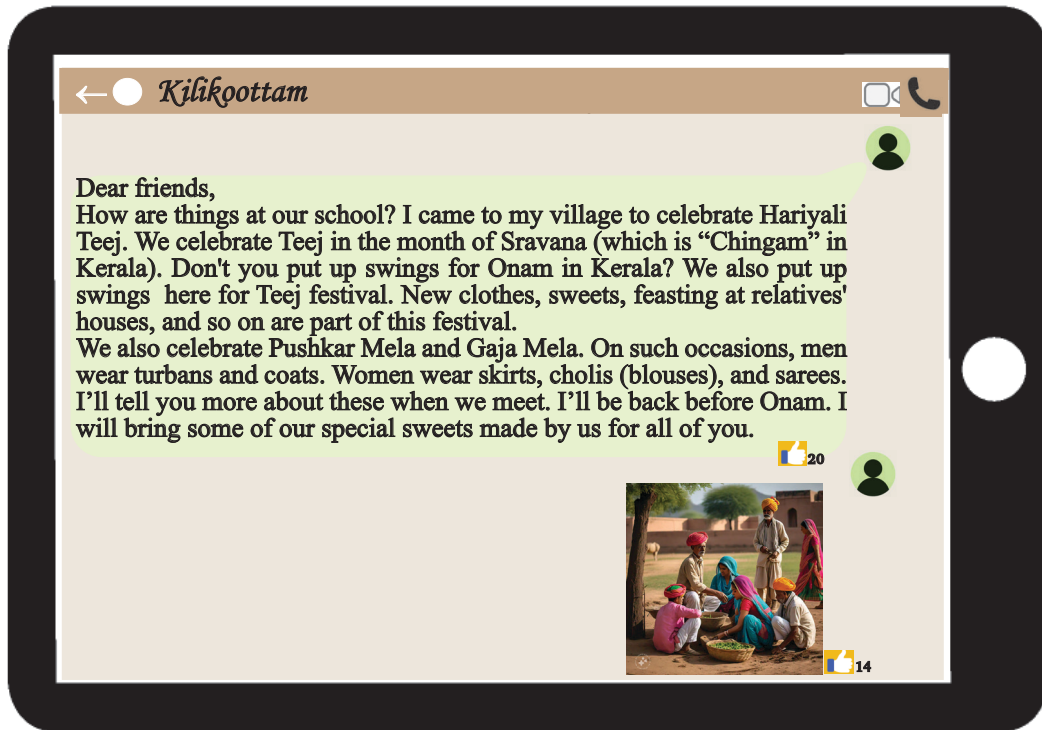 Kilikoottam
Dear friends,
How are things at our school? I came to my village to celebrate Hariyali
Teej. We celebrate Teej in the month of Sravana (which is “Chingam” in
Kerala). Don't you put up swings for Onam in Kerala? We also put up
swings here for Teej festival. New clothes, sweets, feasting at relatives'
houses, and so on are part of this festival.
We also celebrate Pushkar Mela and Gaja Mela. On such occasions, men
wear turbans and coats. Women wear skirts, cholis (blouses), and sarees.
I’ll tell you more about these when we meet. I’ll be back before Onam. I
will bring some of our special sweets made by us for all of you.
20
14